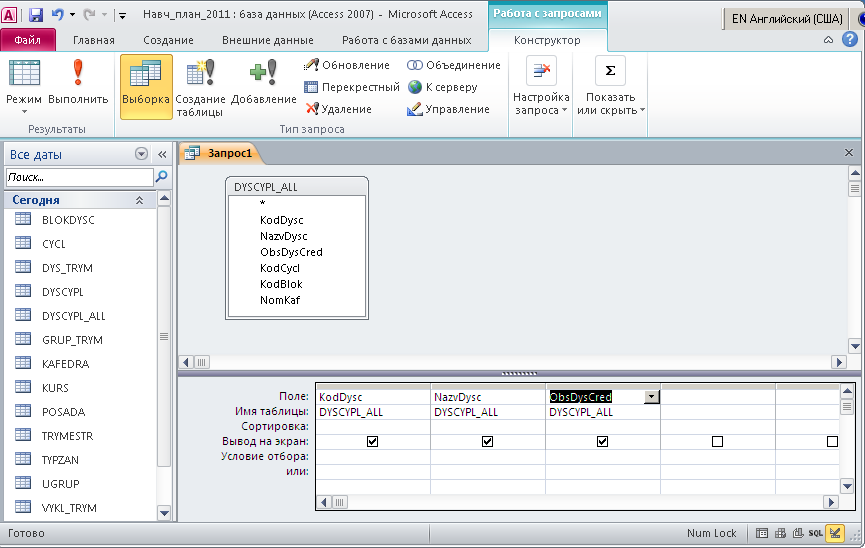 Навч_план_2011 : база данных (Access 2007) - Microsoft Access
Работа с запросами
EN Английский (США)
Файл Главная Создание Внешние данные Работа с базами данных Конструктор
Режим Выполнить Выборка Создание таблицы Добавление
Обновление Объединение
Перекрестный К серверу
Удаление Управление
Настройка запроса
Показать или скрыть
Результаты Тип запроса
Все даты
Поиск...
Сегодня
BLOKDYSC
CYCL
DYS_TRYM
DYSCYPL
DYSCYPL_ALL
GRUP_TRYM
KAFEDRA
KURS
POSADA
TRYMESTR
TYPZAN
UGRUP
VYKL_TRYM
Запрос1
DYSCYPL_ALL
*
KodDysc
NazvDysc
ObsDysCred
KodCycl
KodBlok
NomKaf
Поле: KodDysc NazvDysc ObsDysCred
Имя таблицы: DYSCYPL_ALL DYSCYPL_ALL DYSCYPL_ALL
Сортировка:
Вывод на экран:
Условие отбора:
или:
Готово Num Lock SQL